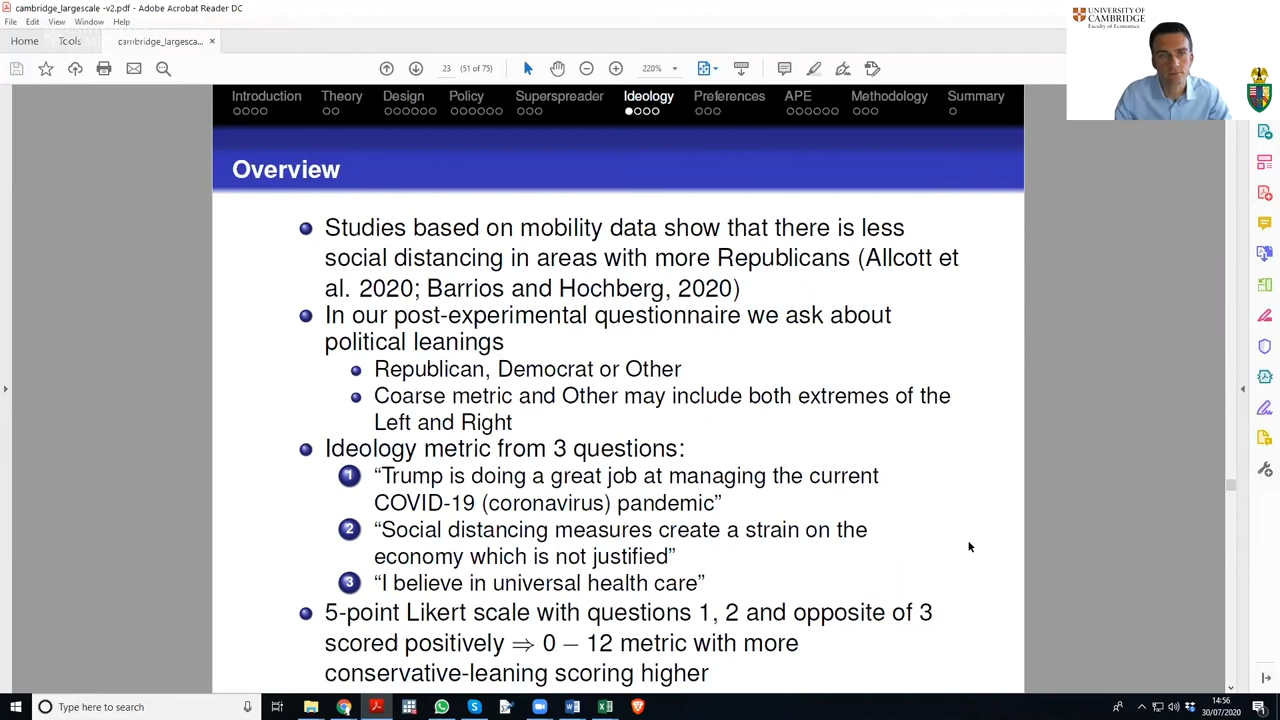 cambridge_largescale -v2.pdf - Adobe Acrobat Reader DC
File Edit View Window Help
Home Tools cambridge_largesca... ×
23 (51 of 75) 220%
UNIVERSITY OF
CAMBRIDGE
Faculty of Economics
Introduction Theory Design Policy Superspreader Ideology Preferences APE Methodology Summary
Overview
Studies based on mobility data show that there is less
social distancing in areas with more Republicans (Allcott et
al. 2020; Barrios and Hochberg, 2020)
In our post-experimental questionnaire we ask about
political leanings
Republican, Democrat or Other
Coarse metric and Other may include both extremes of the
Left and Right
Ideology metric from 3 questions:
1 “Trump is doing a great job at managing the current
COVID-19 (coronavirus) pandemic”
2 “Social distancing measures create a strain on the
economy which is not justified”
3 “I believe in universal health care”
5-point Likert scale with questions 1, 2 and opposite of 3
scored positively ⇒ 0 – 12 metric with more
conservative-leaning scoring higher
Type here to search
14:56
30/07/2020